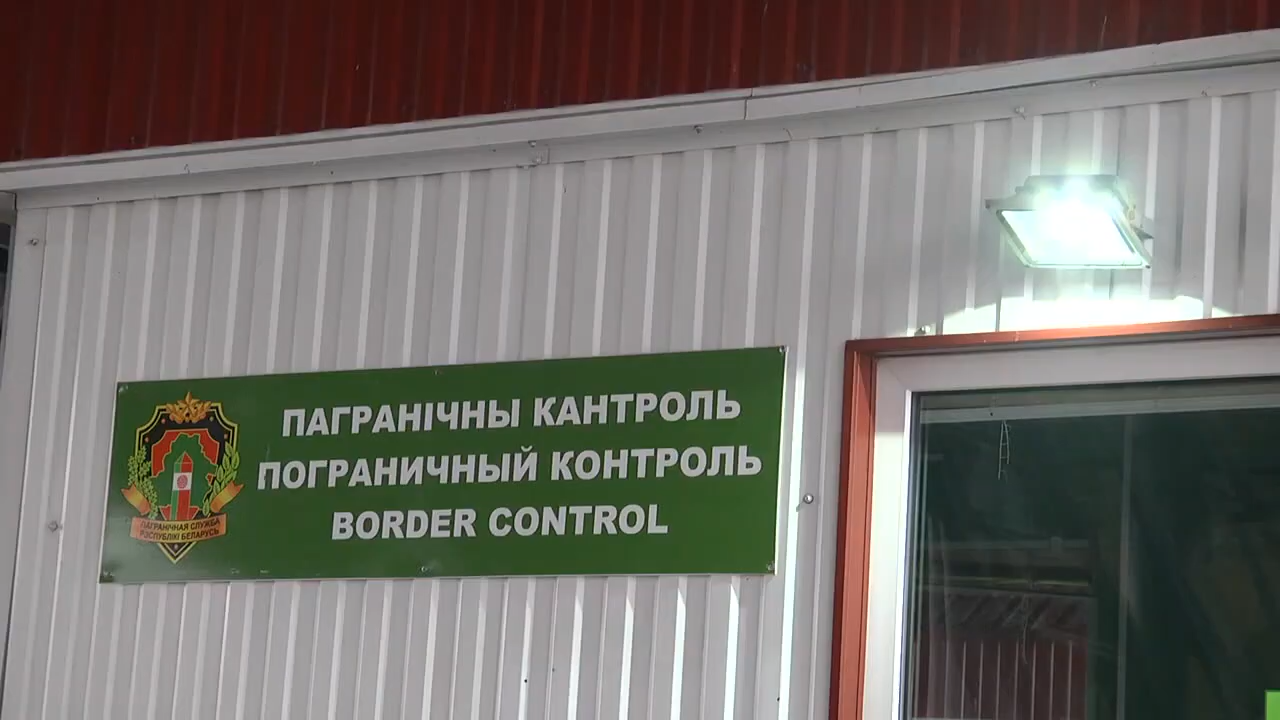 ПАГРАНІЧНЫ КАНТРОЛЬ
ПОГРАНИЧНЫЙ КОНТРОЛЬ
BORDER CONTROL
ПАГРАНІЧНАЯ СЛУЖБА
РЭСПУБЛІКІ БЕЛАРУСЬ